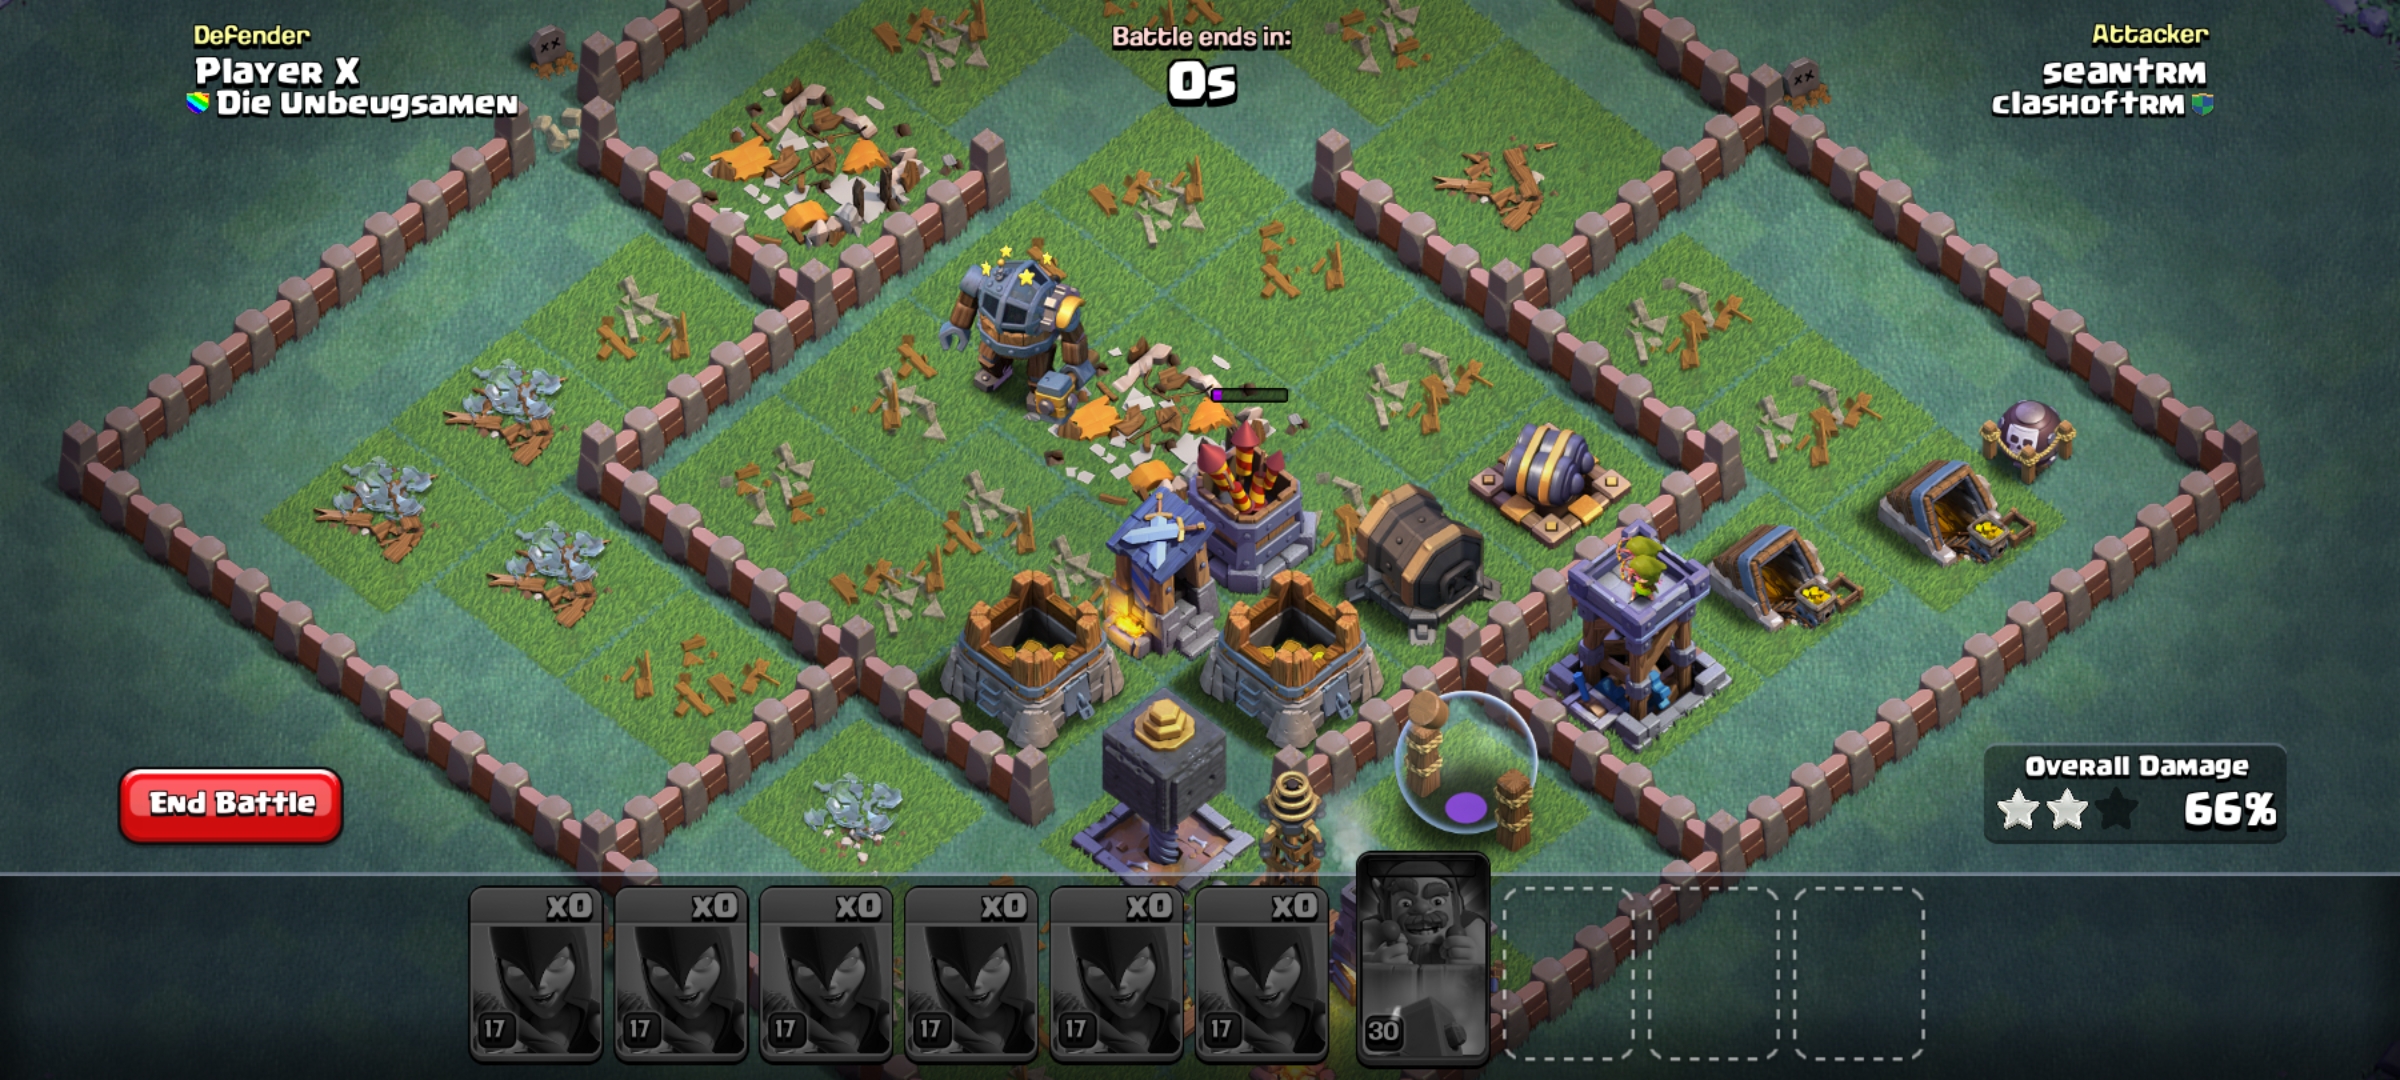 Defender
Player X
Die Unbeugsamen
Battle ends in:
0s
Attacker
seantRM
clashoftRM
End Battle
Overall Damage
66%
x0
x0
x0
x0
x0
x0
17
17
17
17
17
17
30